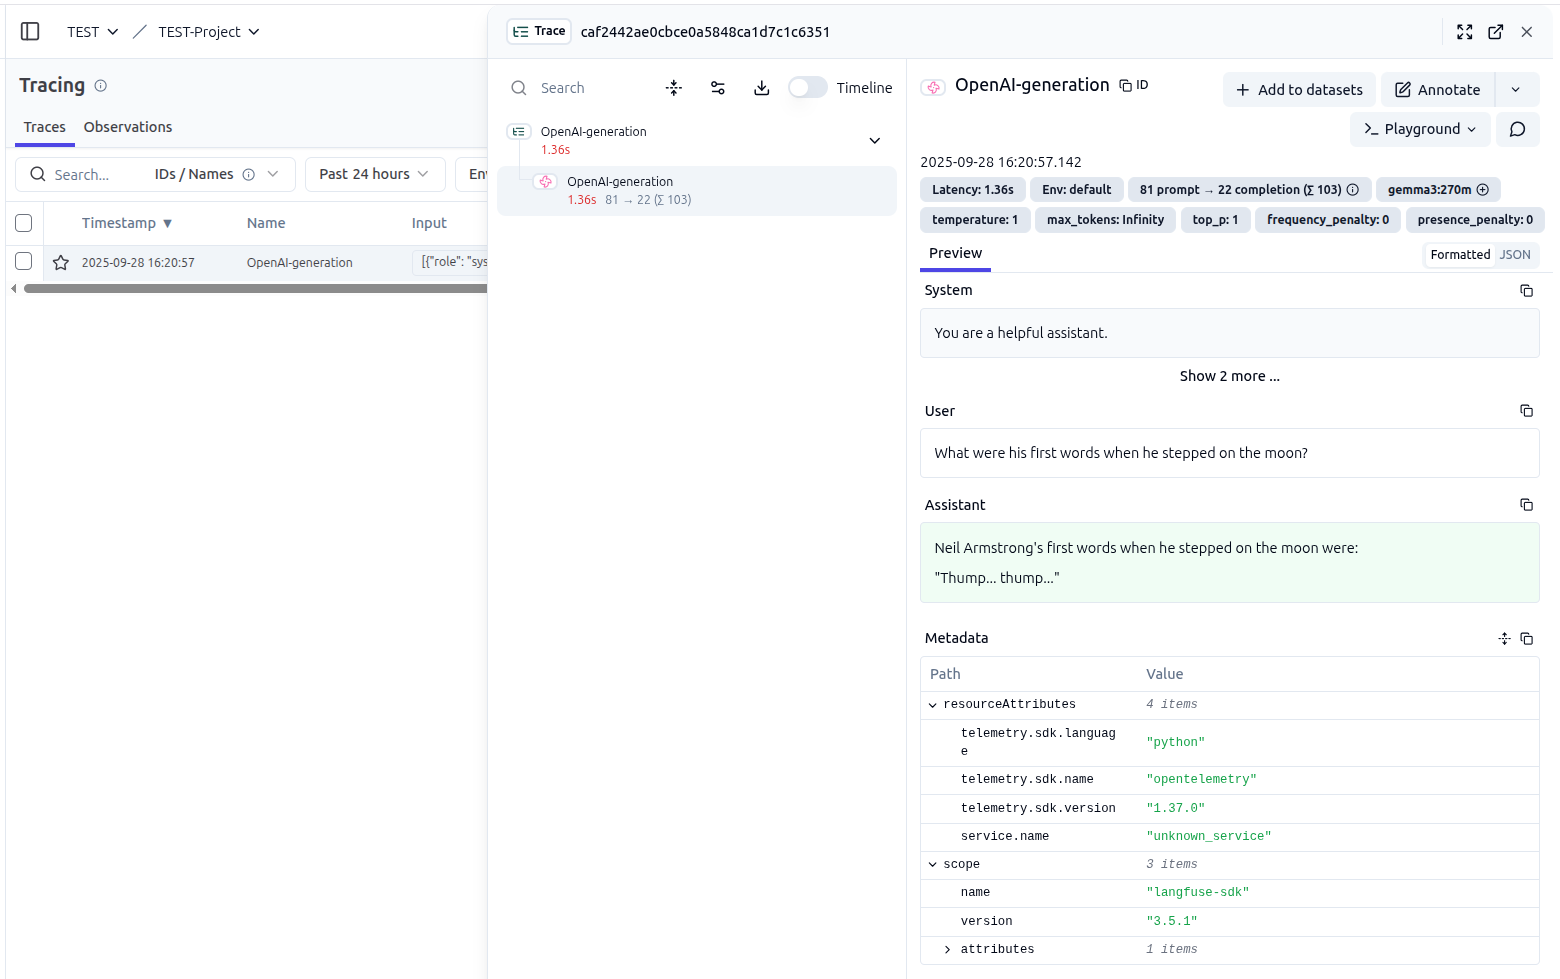 TEST
TEST-Project
Trace
caf2442ae0cbce0a5848ca1d7c1c6351
Tracing
Traces
Observations
Search...
IDs / Names
Past 24 hours
Env
Timestamp ▼
Name
Input
2025-09-28 16:20:57
OpenAI-generation
[{"role": "sys
Search
Timeline
OpenAI-generation
1.36s
OpenAI-generation
1.36s 81 → 22 (∑ 103)
OpenAI-generation
ID
Add to datasets
Annotate
Playground
2025-09-28 16:20:57.142
Latency: 1.36s
Env: default
81 prompt → 22 completion (∑ 103)
gemma3:270m
temperature: 1
max_tokens: Infinity
top_p: 1
frequency_penalty: 0
presence_penalty: 0
Preview
Formatted
JSON
System
You are a helpful assistant.
Show 2 more ...
User
What were his first words when he stepped on the moon?
Assistant
Neil Armstrong's first words when he stepped on the moon were:
"Thump... thump..."
Metadata
Path Value
resourceAttributes 4 items
telemetry.sdk.languag
e
"python"
telemetry.sdk.name "opentelemetry"
telemetry.sdk.version "1.37.0"
service.name "unknown_service"
scope 3 items
name "langfuse-sdk"
version "3.5.1"
attributes 1 items